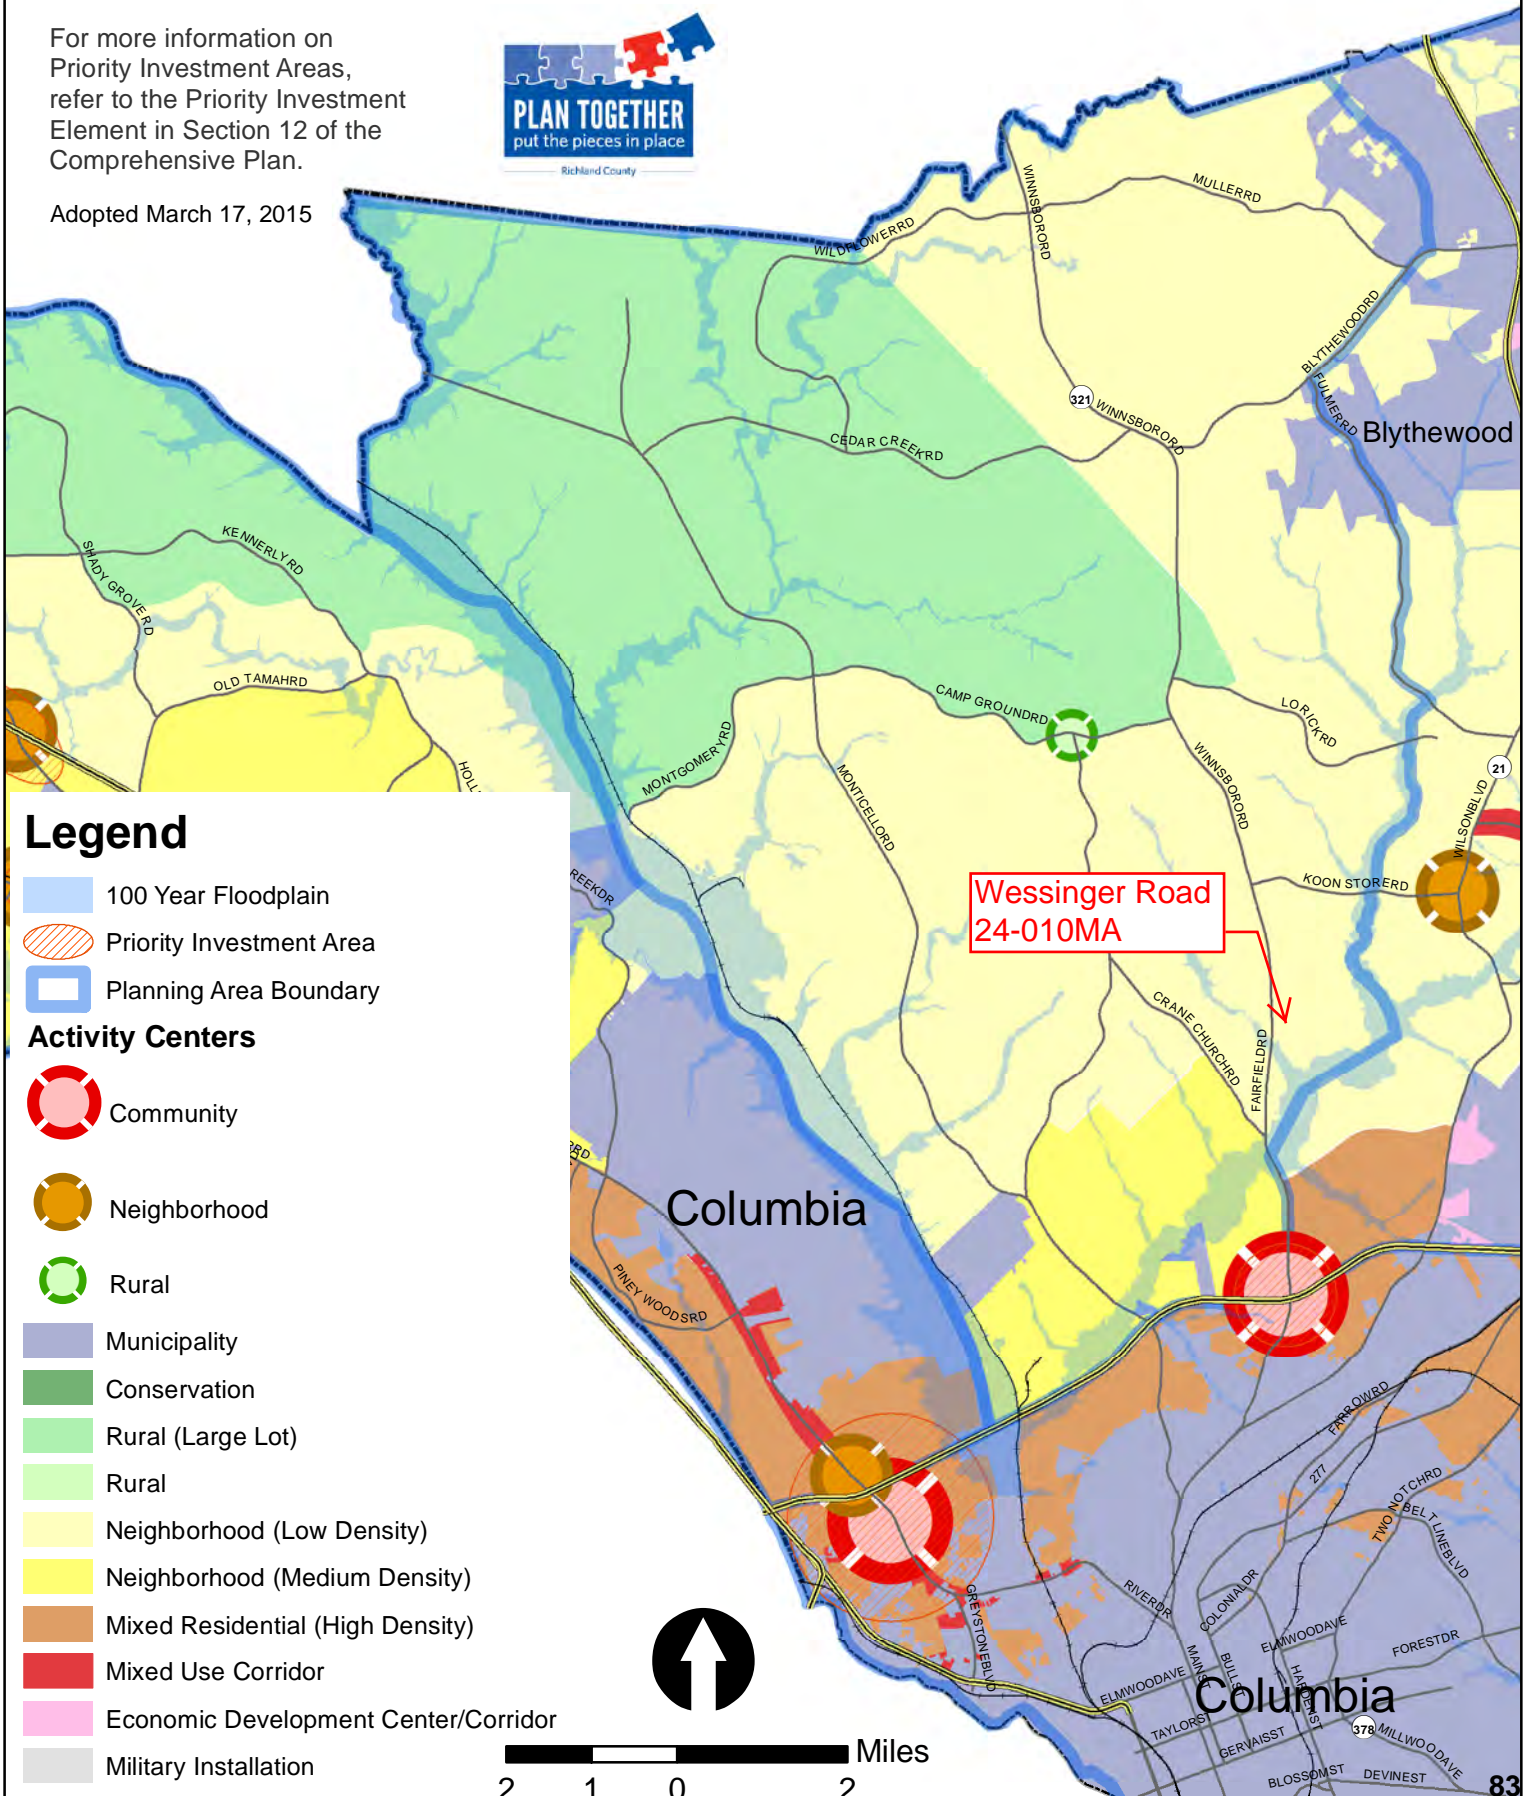 For more information on
Priority Investment Areas,
refer to the Priority Investment
Element in Section 12 of the
Comprehensive Plan.
Adopted March 17, 2015
PLAN TOGETHER
put the pieces in place
Richland County
WINNSBORORD
MULLERRD
WILDFLOWERRD
BLYTHEWOODRD
FULMERRD
321
WINNSBORORD
Blythewood
CEDAR CREEKRD
KENNERLYRD
SHADY GROVERD
OLD TAMAHRD
CAMP GROUNDRD
LORICKRD
MONTGOMERYRD
MONTICELLORD
WINNSBORORD
21
WILSONBLVD
KOON STORERD
Wessinger Road
24-010MA
CRANE CHURCHRD
FAIRFIELDRD
REEKDR
Columbia
PINEY WOODSRD
FARROWRD
277
TWO NOTCHRD
BELTLINEBLVD
GREYSTONEBLVD
RIVERDR
COLONIALDR
ELMWOODAVE
FORESTDR
MAINST
BULLST
HARDENST
ELMWOODAVE
Columbia
TAYLORST
GERVAISST
378
MILLWOODAVE
BLOSSOMST
DEVINEST
Legend
100 Year Floodplain
Priority Investment Area
Planning Area Boundary
Activity Centers
Community
Neighborhood
Rural
Municipality
Conservation
Rural (Large Lot)
Rural
Neighborhood (Low Density)
Neighborhood (Medium Density)
Mixed Residential (High Density)
Mixed Use Corridor
Economic Development Center/Corridor
Military Installation
Miles
2 1 0 2
83